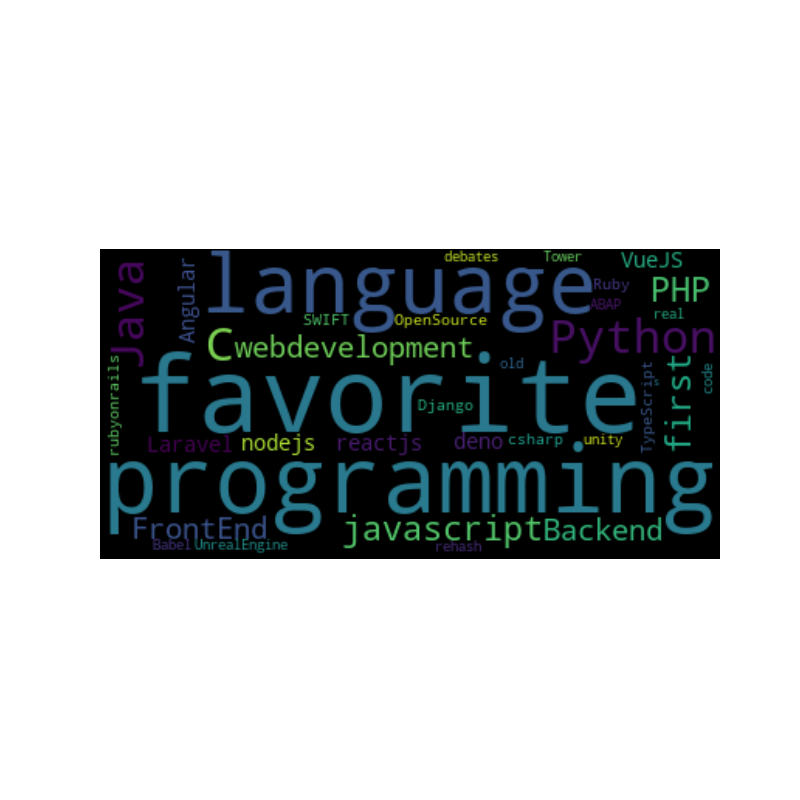 debates
Tower
VueJS
language
Java
Angular
Ruby
PHP
ABAP
SWIFT
OpenSource
real
Python
C
webdevelopment
favorite
old
rubyonrails
TypeScript
s
first
code
Django
Laravel
nodejs
reactjs
deno
csharp
unity
programming
FrontEnd
javascript
Backend
Babel
UnrealEngine
rehash